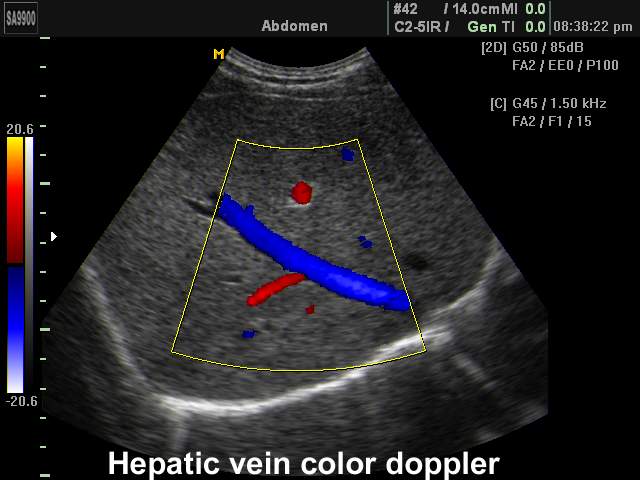 SA9900
Abdomen
#42 / 14.0cm MI 0.0
C2-5IR / Gen TI 0.0
08:38:22 pm
[2D] G50 / 85dB
FA2 / EE0 / P100
[C] G45 / 1.50 kHz
FA2 / F1 / 15
M
20.6
-20.6
Hepatic vein color doppler